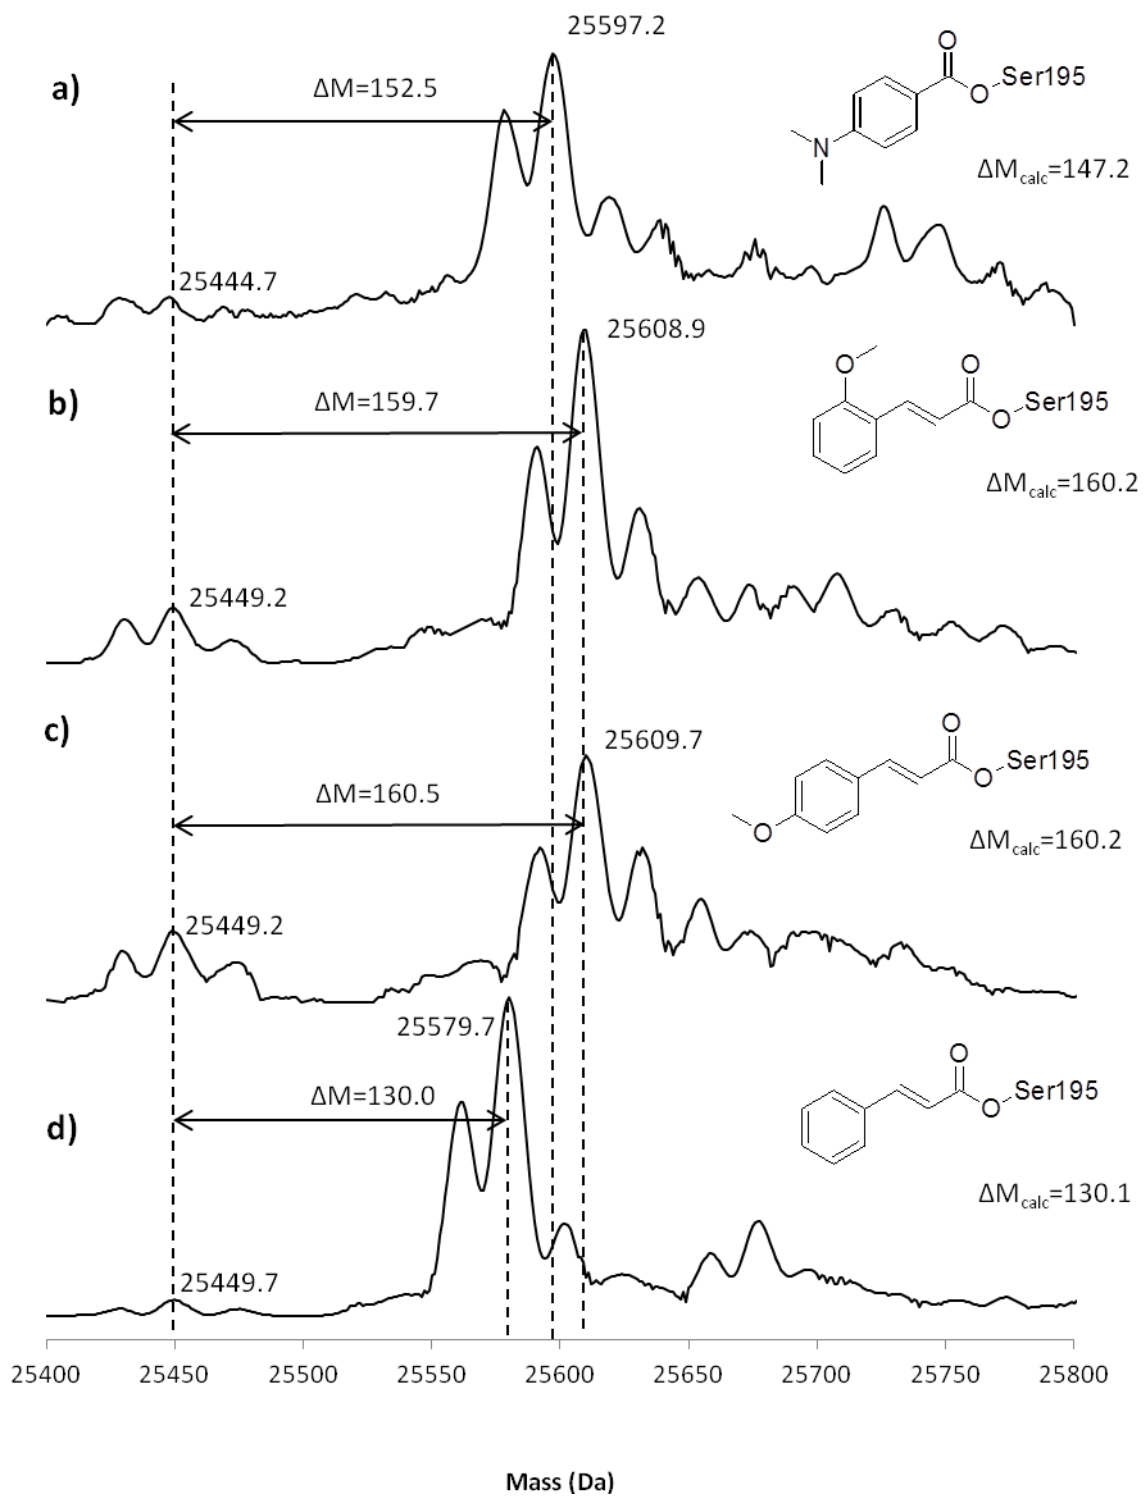 25597.2
a)
ΔM=152.5
O
Ser195
O
N
ΔMcalc=147.2
25444.7
25608.9
b)
ΔM=159.7
O
O
Ser195
O
ΔMcalc=160.2
25449.2
c)
25609.7
ΔM=160.5
O
Ser195
O
O
ΔMcalc=160.2
25449.2
25579.7
d)
ΔM=130.0
O
Ser195
O
ΔMcalc=130.1
25449.7
25400 25450 25500 25550 25600 25650 25700 25750 25800
Mass (Da)